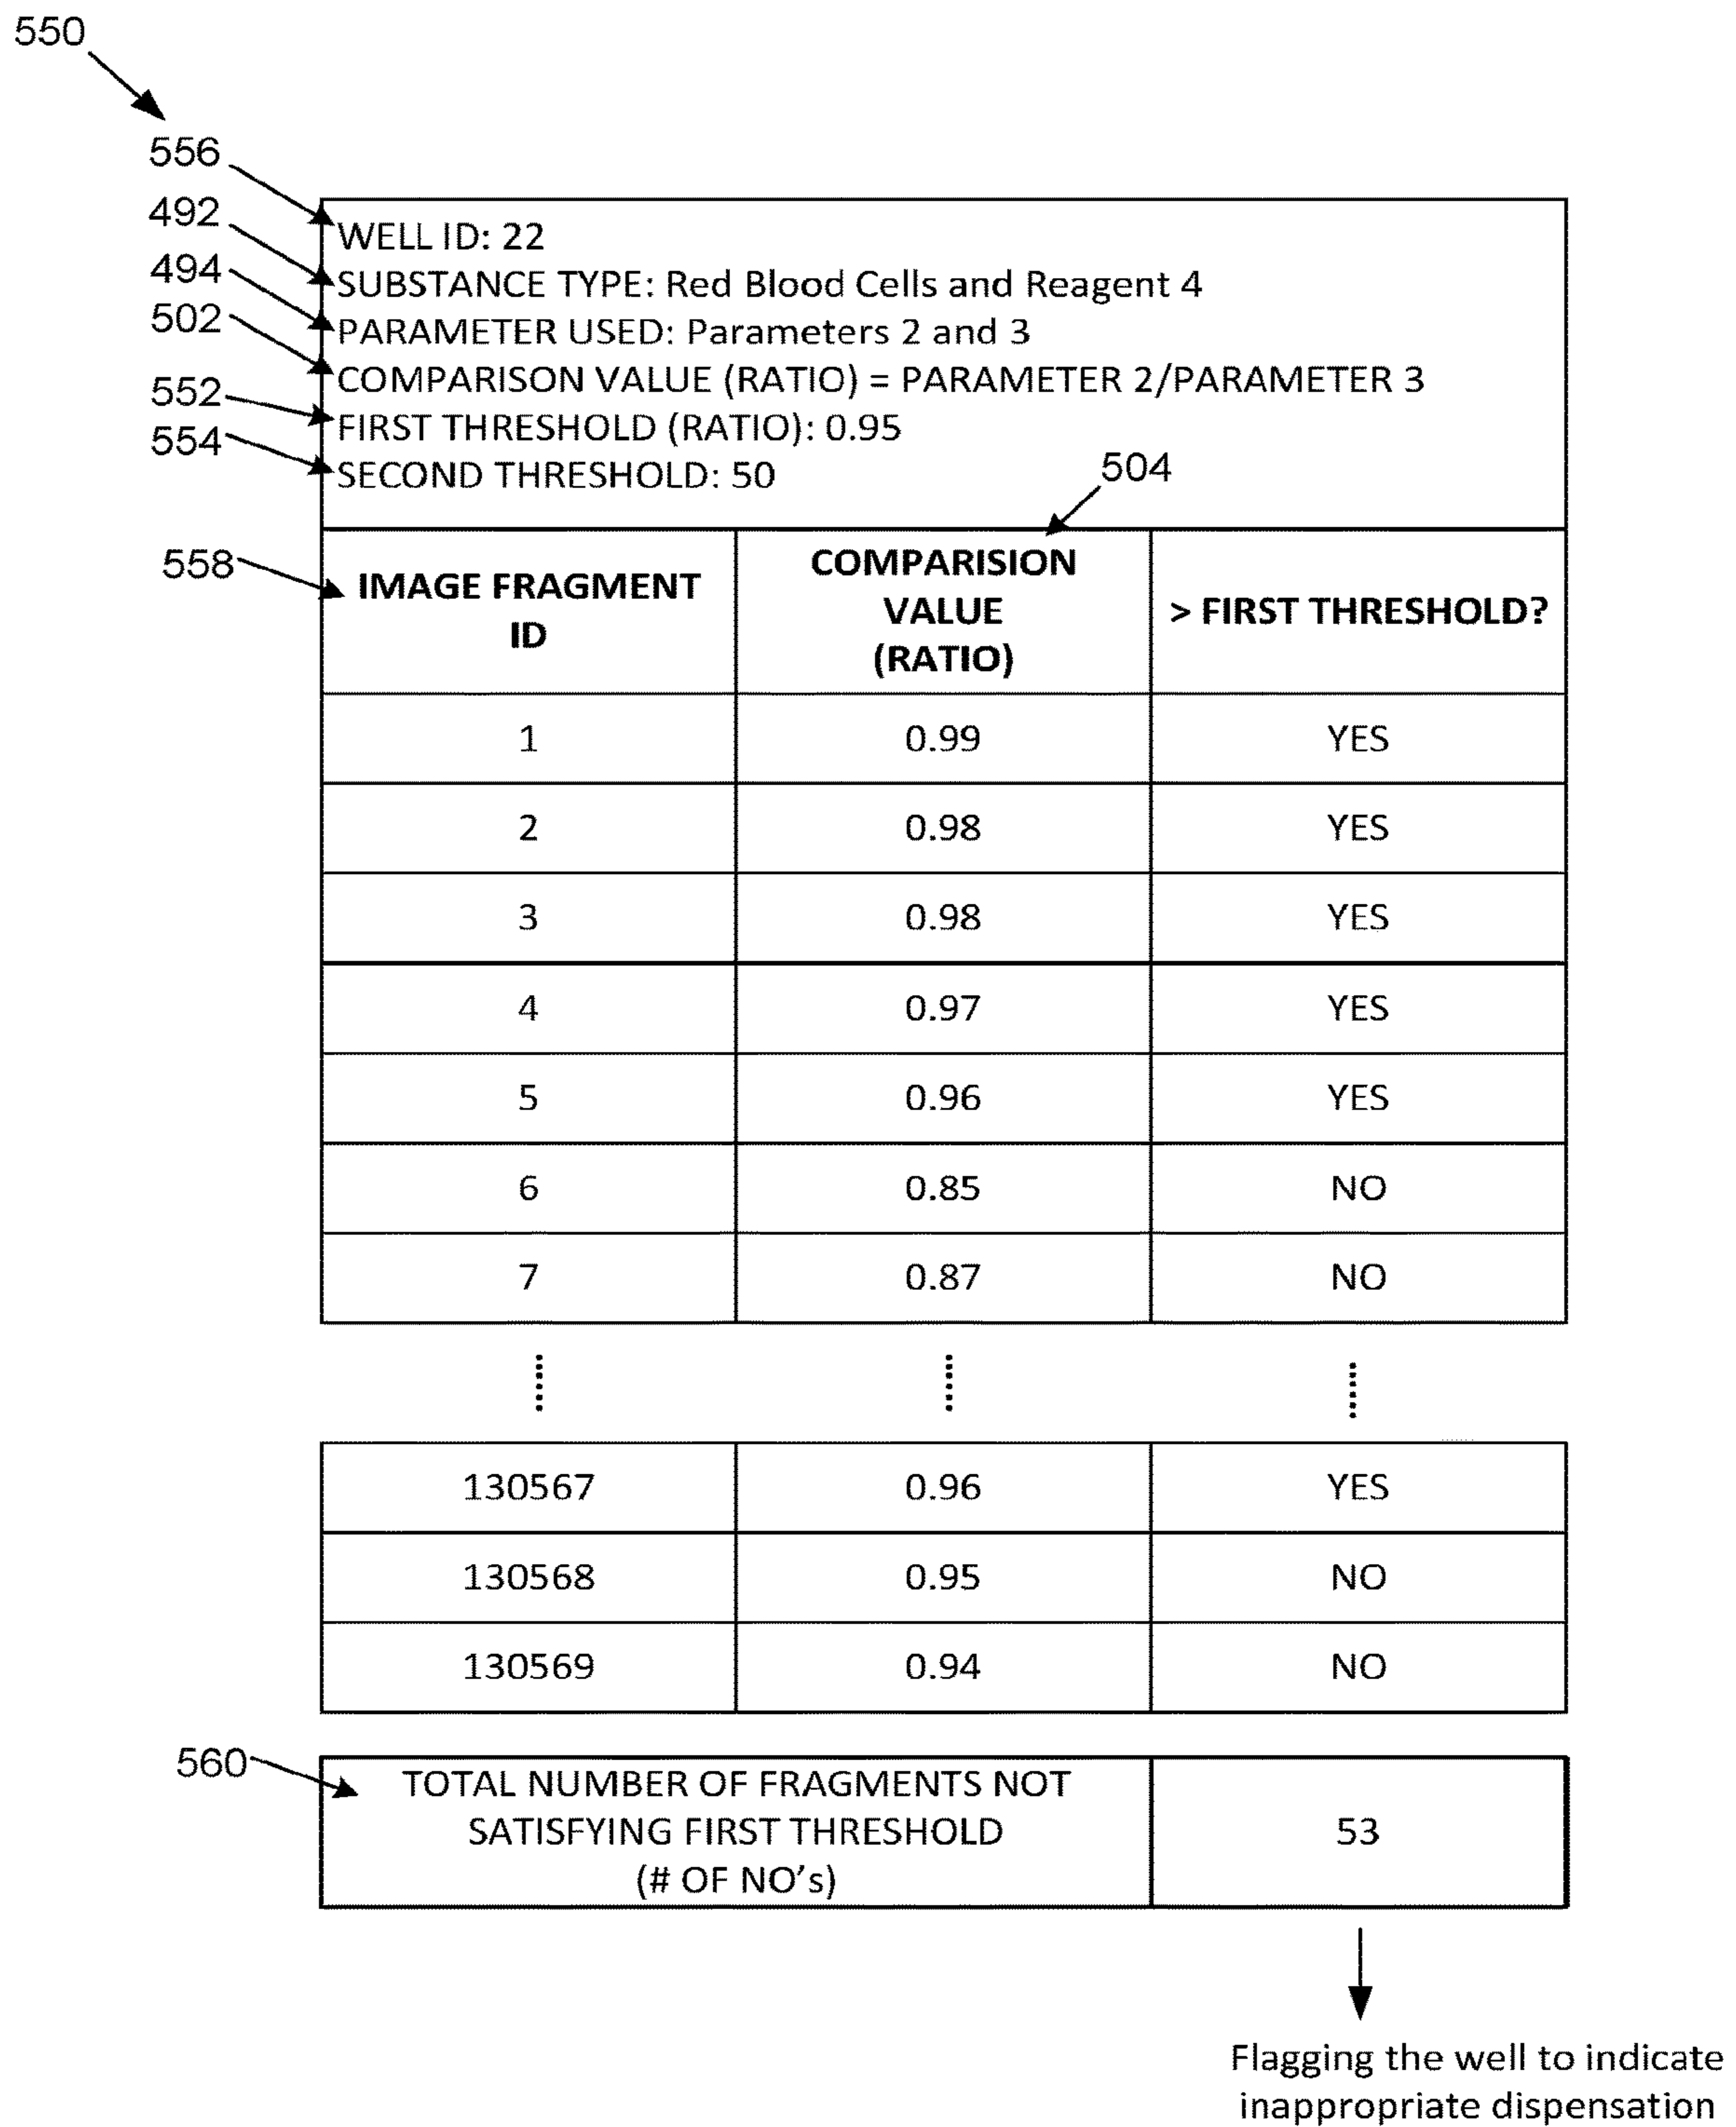 550
556
492
494
502
552
554
WELL ID: 22
SUBSTANCE TYPE: Red Blood Cells and Reagent 4
PARAMETER USED: Parameters 2 and 3
COMPARISON VALUE (RATIO) = PARAMETER 2/PARAMETER 3
FIRST THRESHOLD (RATIO): 0.95
SECOND THRESHOLD: 50
504
558
IMAGE FRAGMENT
ID
COMPARISION
VALUE
(RATIO)
> FIRST THRESHOLD?
1 0.99 YES
2 0.98 YES
3 0.98 YES
4 0.97 YES
5 0.96 YES
6 0.85 NO
7 0.87 NO
130567 0.96 YES
130568 0.95 NO
130569 0.94 NO
560
TOTAL NUMBER OF FRAGMENTS NOT
SATISFYING FIRST THRESHOLD
(# OF NO's)
53
Flagging the well to indicate
inappropriate dispensation